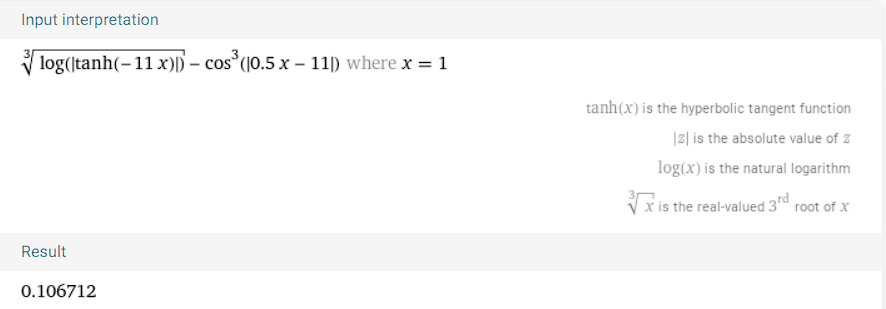 Input interpretation
∛log(|tanh(−11 x)|) − cos³(|0.5 x − 11|) where x = 1
tanh(x) is the hyperbolic tangent function
|z| is the absolute value of z
log(x) is the natural logarithm
∛x is the real-valued 3ʳᵈ root of x
Result
0.106712